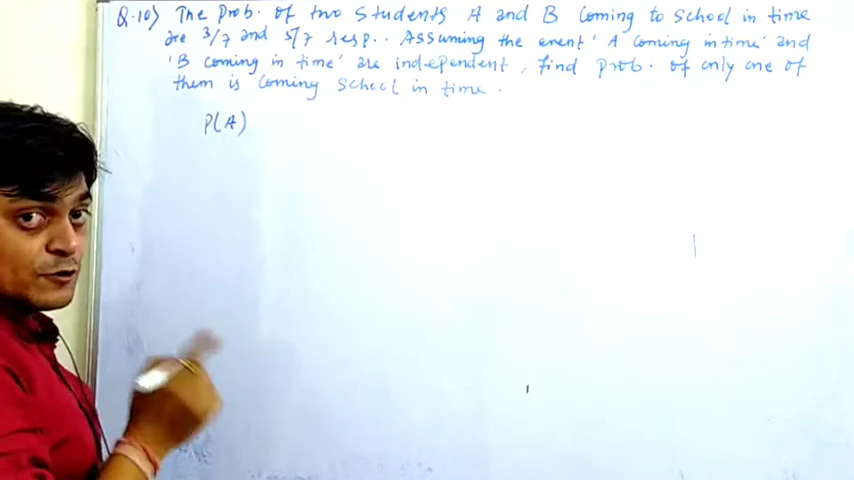 Q.10) The Prob. of two students A and B coming to school in time
are 3/7 and 5/7 resp.. Assuming the event 'A coming in time' and
'B coming in time' are independent, find prob. of only one of
them is coming school in time.
P(A)